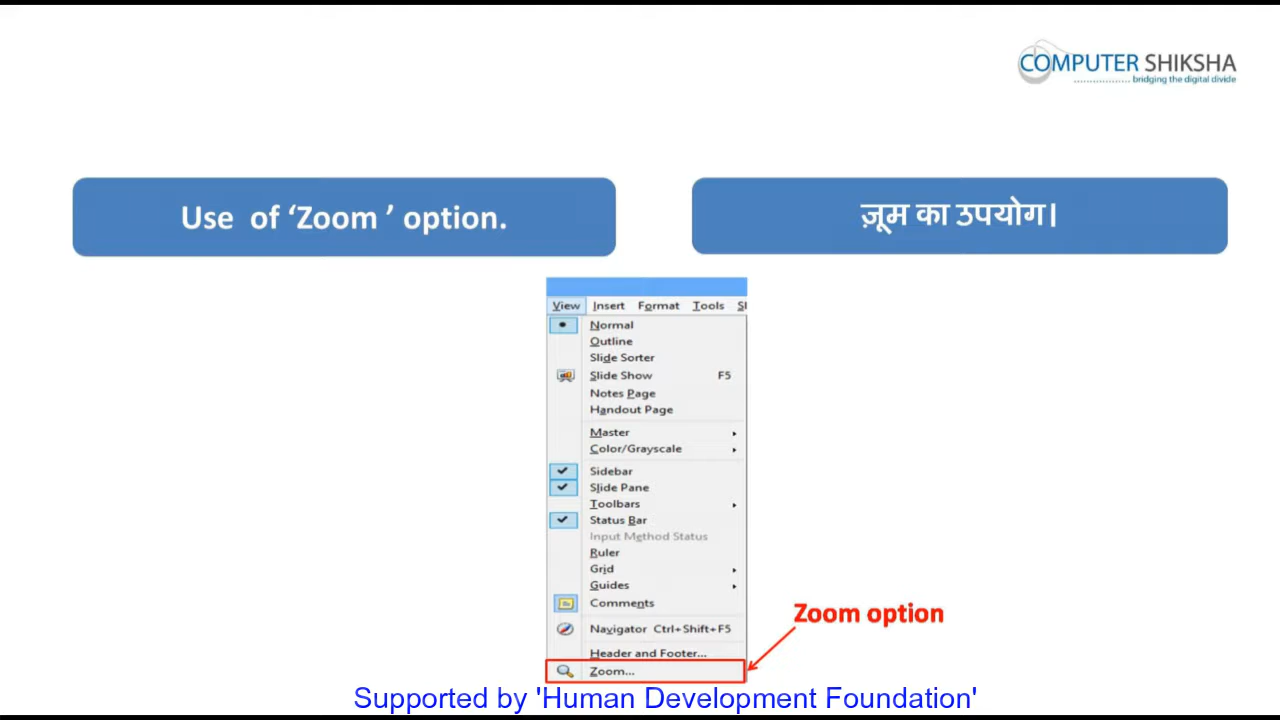 COMPUTER SHIKSHA
bridging the digital divide
Use of ‘Zoom ’ option.
ज़ूम का उपयोग।
View Insert Format Tools Sl
Normal
Outline
Slide Sorter
Slide Show F5
Notes Page
Handout Page
Master
Color/Grayscale
Sidebar
Slide Pane
Toolbars
Status Bar
Input Method Status
Ruler
Grid
Guides
Comments
Navigator Ctrl+Shift+F5
Header and Footer...
Zoom...
Zoom option
Supported by 'Human Development Foundation'